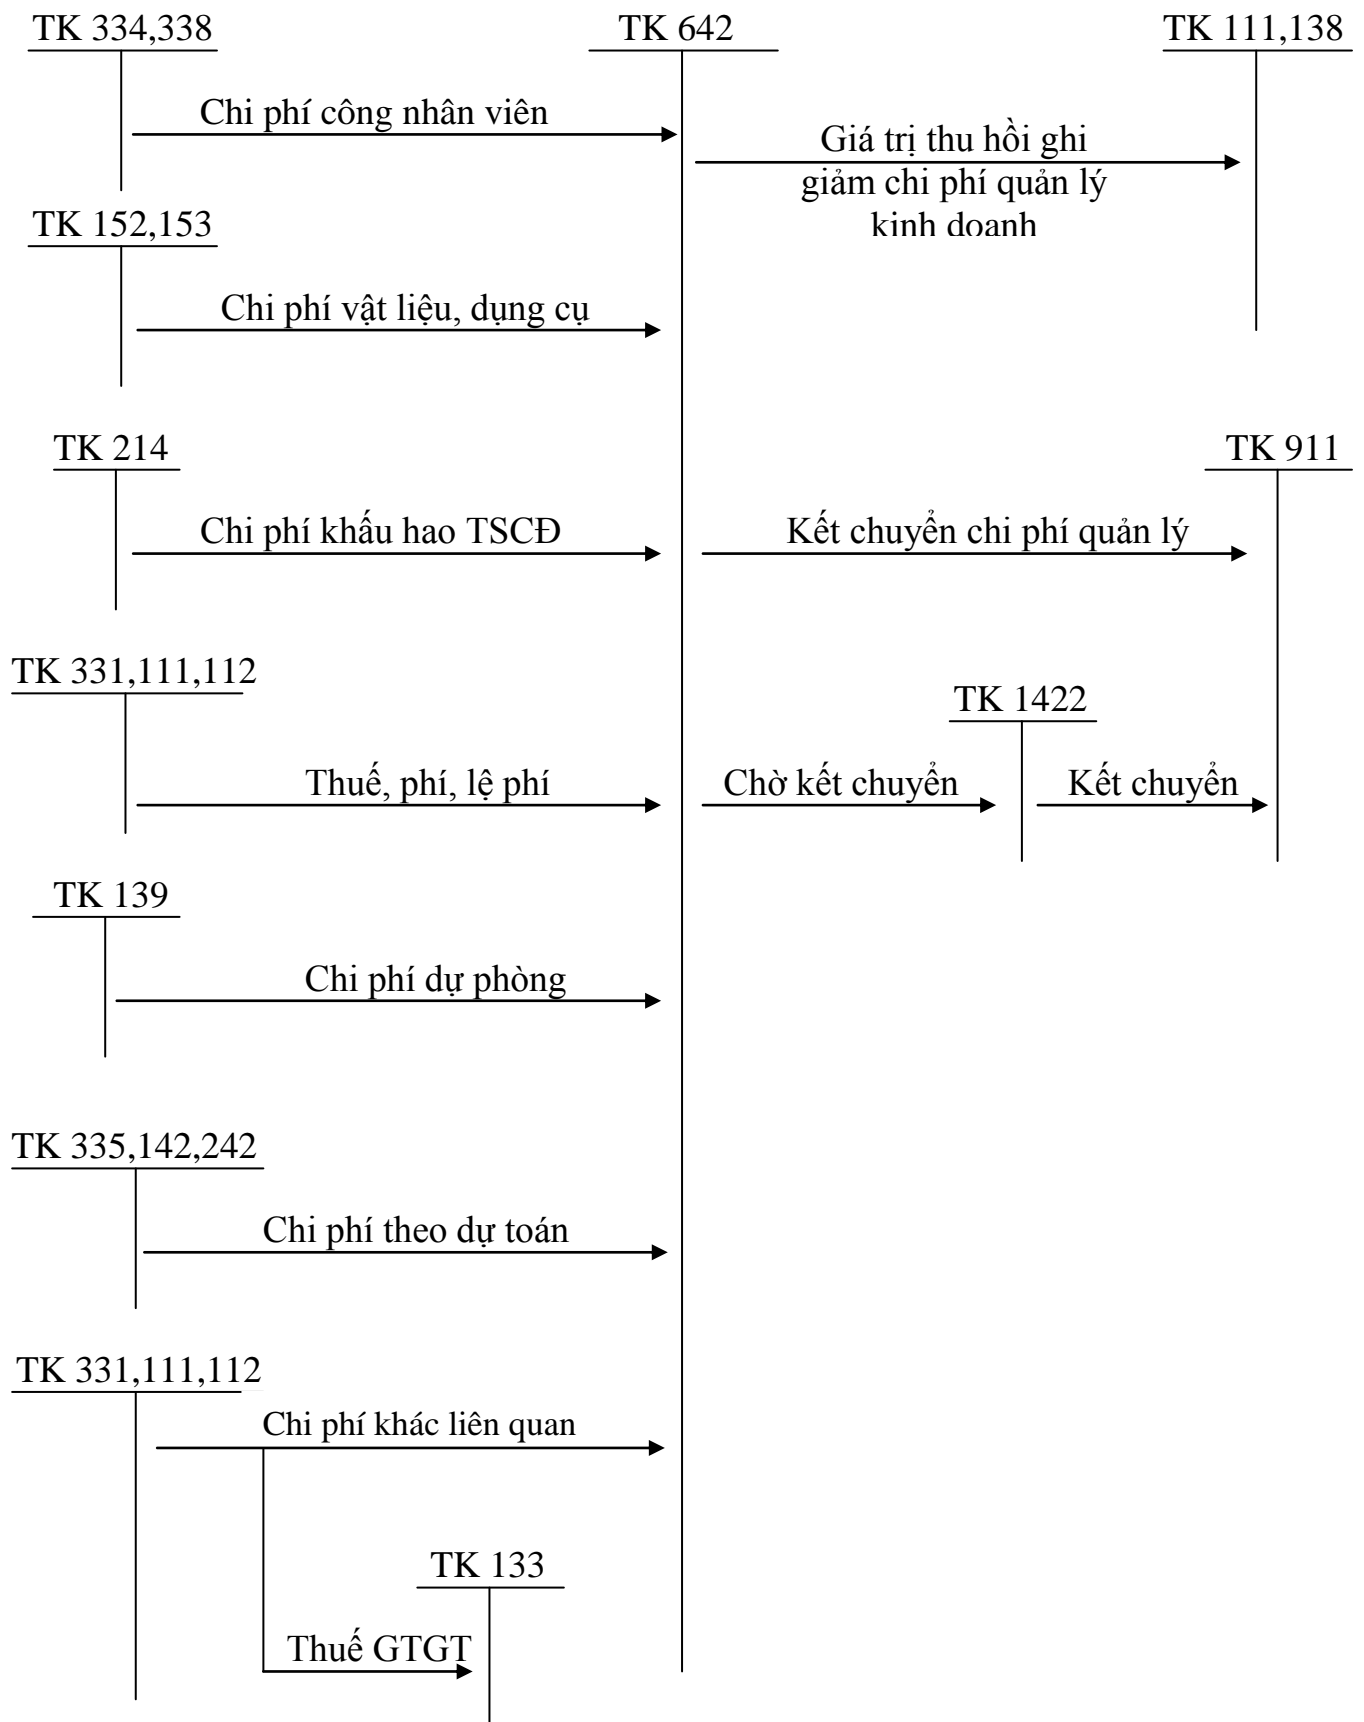 TK 334,338
TK 642
TK 111,138
Chi phí công nhân viên
Giá trị thu hồi ghi
giảm chi phí quản lý
kinh doanh
TK 152,153
Chi phí vật liệu, dụng cụ
TK 214
TK 911
Chi phí khấu hao TSCĐ
Kết chuyển chi phí quản lý
TK 331,111,112
TK 1422
Thuế, phí, lệ phí
Chờ kết chuyển
Kết chuyển
TK 139
Chi phí dự phòng
TK 335,142,242
Chi phí theo dự toán
TK 331,111,112
Chi phí khác liên quan
TK 133
Thuế GTGT